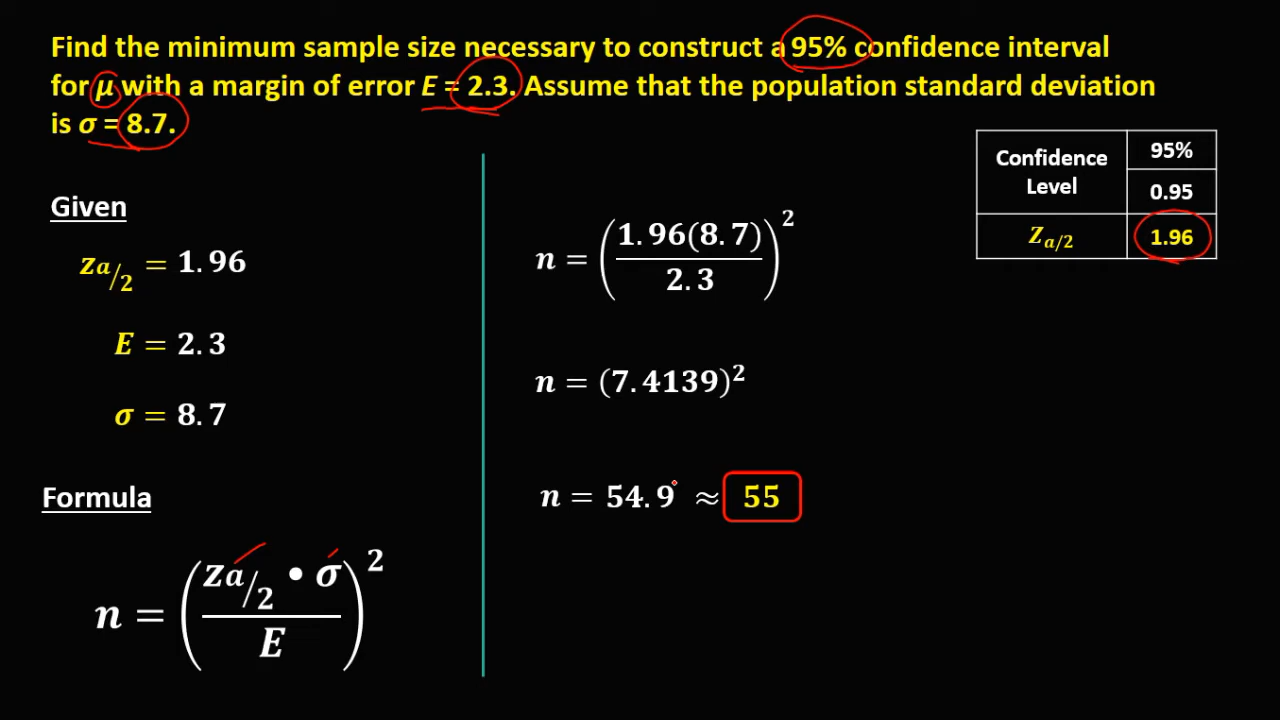 Find the minimum sample size necessary to construct a 95% confidence interval
for μ with a margin of error E = 2.3. Assume that the population standard deviation
is σ = 8.7.
Confidence Level 95%
0.95
Z_{a/2} 1.96
Given
z_{a/2} = 1.96
E = 2.3
σ = 8.7
Formula
n = (z_{a/2} • σ / E)²
n = (1.96(8.7) / 2.3)²
n = (7.4139)²
n = 54.9 ≈ 55